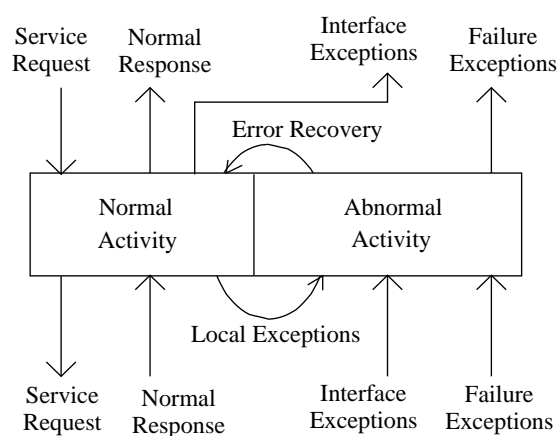 Service
Request
Normal
Response
Interface
Exceptions
Failure
Exceptions
Error Recovery
Normal
Activity
Abnormal
Activity
Local Exceptions
Service
Request
Normal
Response
Interface
Exceptions
Failure
Exceptions